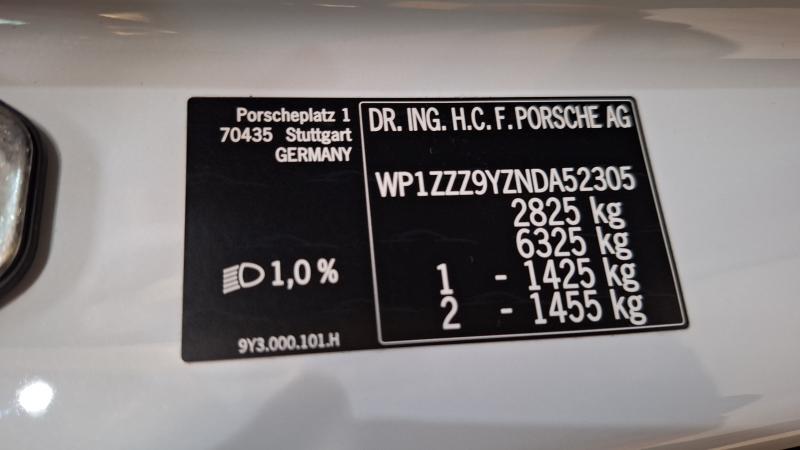 Porscheplatz 1
70435 Stuttgart
GERMANY
1,0 %
9Y3.000.101.H
DR. ING. H.C. F. PORSCHE AG
WP1ZZZ9YZNDA52305
2825 kg
6325 kg
1 - 1425 kg
2 - 1455 kg